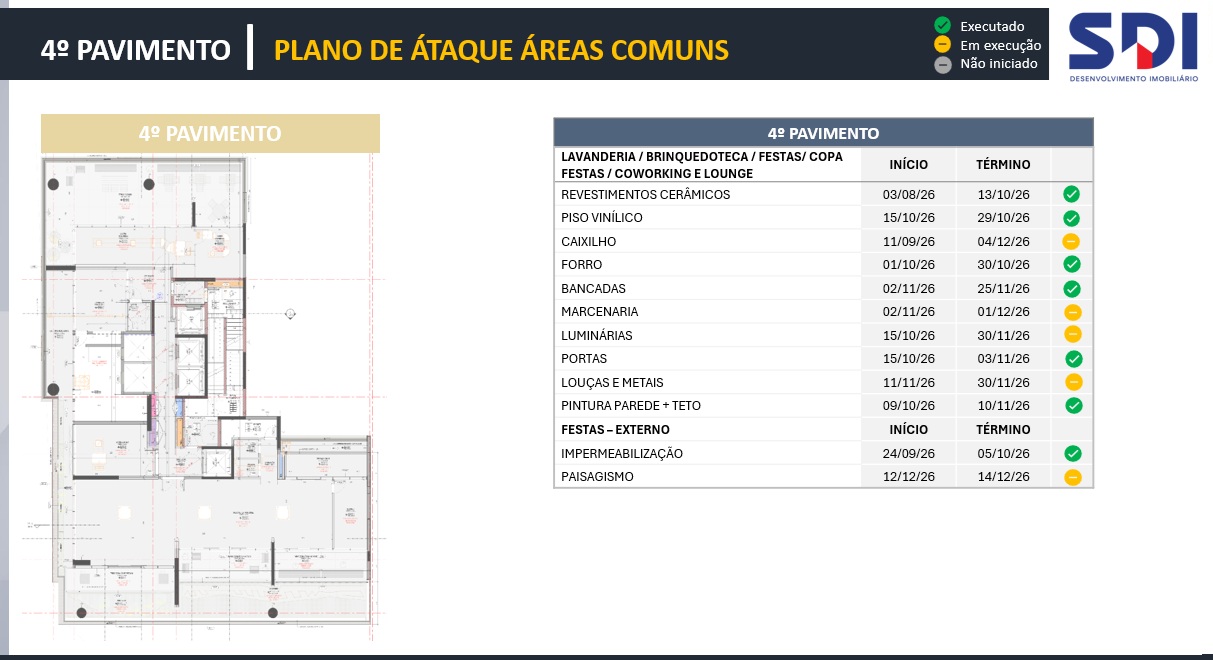 4º PAVIMENTO | PLANO DE ÁTAQUE ÁREAS COMUNS
Executado
Em execução
Não iniciado
SDI
DESENVOLVIMENTO IMOBILIÁRIO
4º PAVIMENTO
4º PAVIMENTO
LAVANDERIA / BRINQUEDOTECA / FESTAS/ COPA
FESTAS / COWORKING E LOUNGE INÍCIO TÉRMINO
REVESTIMENTOS CERÂMICOS 03/08/26 13/10/26
PISO VINÍLICO 15/10/26 29/10/26
CAIXILHO 11/09/26 04/12/26
FORRO 01/10/26 30/10/26
BANCADAS 02/11/26 25/11/26
MARCENARIA 02/11/26 01/12/26
LUMINÁRIAS 15/10/26 30/11/26
PORTAS 15/10/26 03/11/26
LOUÇAS E METAIS 11/11/26 30/11/26
PINTURA PAREDE + TETO 09/10/26 10/11/26
FESTAS – EXTERNO INÍCIO TÉRMINO
IMPERMEABILIZAÇÃO 24/09/26 05/10/26
PAISAGISMO 12/12/26 14/12/26